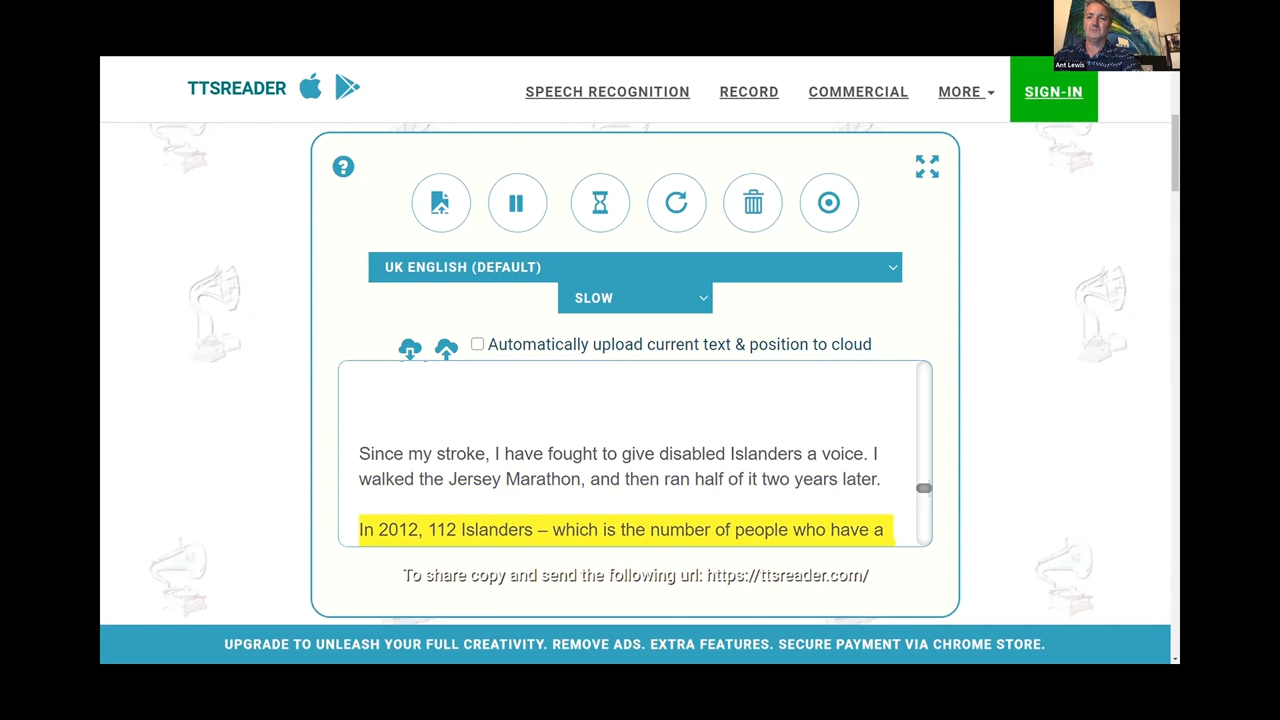 Ant Lewis
TTSREADER
SPEECH RECOGNITION RECORD COMMERCIAL MORE SIGN-IN
?
UK ENGLISH (DEFAULT)
SLOW
Automatically upload current text & position to cloud
Since my stroke, I have fought to give disabled Islanders a voice. I
walked the Jersey Marathon, and then ran half of it two years later.
In 2012, 112 Islanders – which is the number of people who have a
To share copy and send the following url: https://ttsreader.com/
UPGRADE TO UNLEASH YOUR FULL CREATIVITY. REMOVE ADS. EXTRA FEATURES. SECURE PAYMENT VIA CHROME STORE.